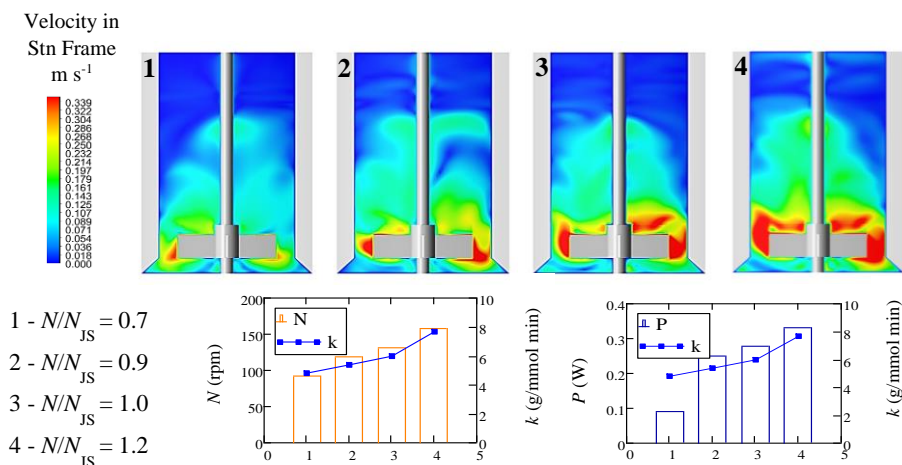 Velocity in
Stn Frame
m s-1
0.339
0.322
0.304
0.286
0.268
0.250
0.232
0.214
0.197
0.179
0.161
0.143
0.125
0.107
0.089
0.071
0.054
0.036
0.018
0.000
1
2
3
4
1 - N/NJS = 0.7
2 - N/NJS = 0.9
3 - N/NJS = 1.0
4 - N/NJS = 1.2
N
k
N (rpm)
200
150
100
50
0
0 1 2 3 4 5
10
8
6
4
2
0
k (g/mmol min)
P
k
P (W)
0.4
0.3
0.2
0.1
0
0 1 2 3 4 5
10
8
6
4
2
0
k (g/mmol min)